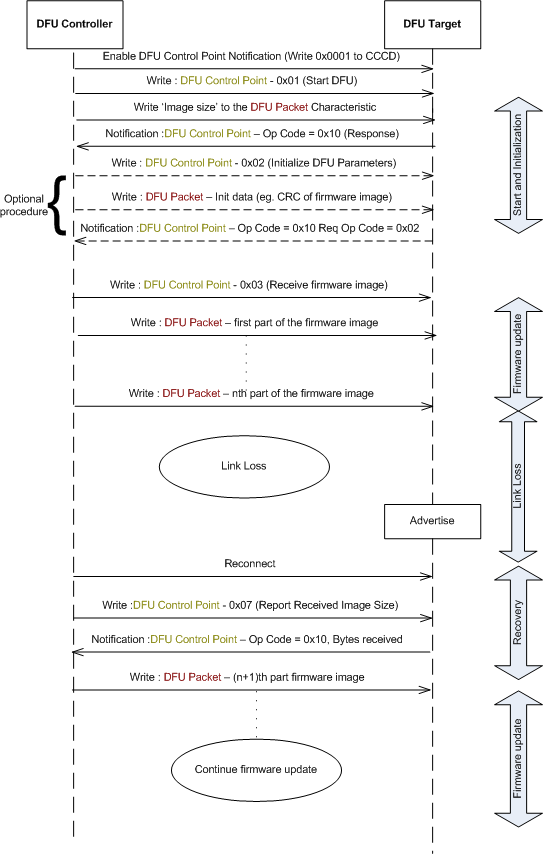 DFU Controller
DFU Target
Enable DFU Control Point Notification (Write 0x0001 to CCCD)
Write : DFU Control Point - 0x01 (Start DFU)
Write ‘Image size’ to the DFU Packet Characteristic
Notification :DFU Control Point – Op Code = 0x10 (Response)
Write : DFU Control Point - 0x02 (Initialize DFU Parameters)
Optional
procedure
Write : DFU Packet – Init data (eg. CRC of firmware image)
Notification :DFU Control Point – Op Code = 0x10 Req Op Code = 0x02
Start and Initialization
Write : DFU Control Point - 0x03 (Receive firmware image)
Write : DFU Packet – first part of the firmware image
Firmware update
Write : DFU Packet – nth part of the firmware image
Link Loss
Link Loss
Advertise
Reconnect
Write :DFU Control Point - 0x07 (Report Received Image Size)
Recovery
Notification :DFU Control Point – Op Code = 0x10, Bytes received
Write : DFU Packet – (n+1)th part firmware image
Continue firmware update
Firmware update